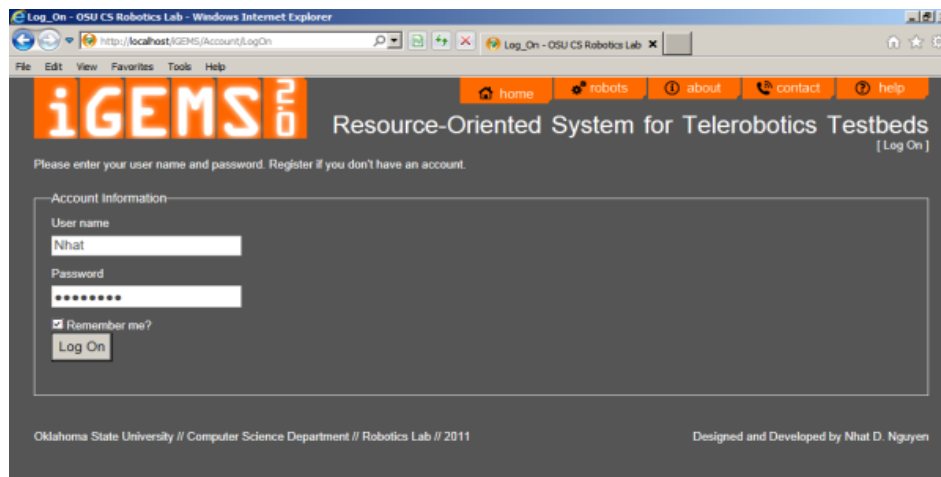 Log_On - OSU CS Robotics Lab - Windows Internet Explorer
http://localhost/iGEMS/Account/LogOn
Log_On - OSU CS Robotics Lab
File Edit View Favorites Tools Help
iGEMS 2.0
home robots about contact help
Resource-Oriented System for Telerobotics Testbeds
[ Log On ]
Please enter your user name and password. Register if you don't have an account.
Account Information
User name
Nhat
Password
Remember me?
Log On
Oklahoma State University // Computer Science Department // Robotics Lab // 2011
Designed and Developed by Nhat D. Nguyen